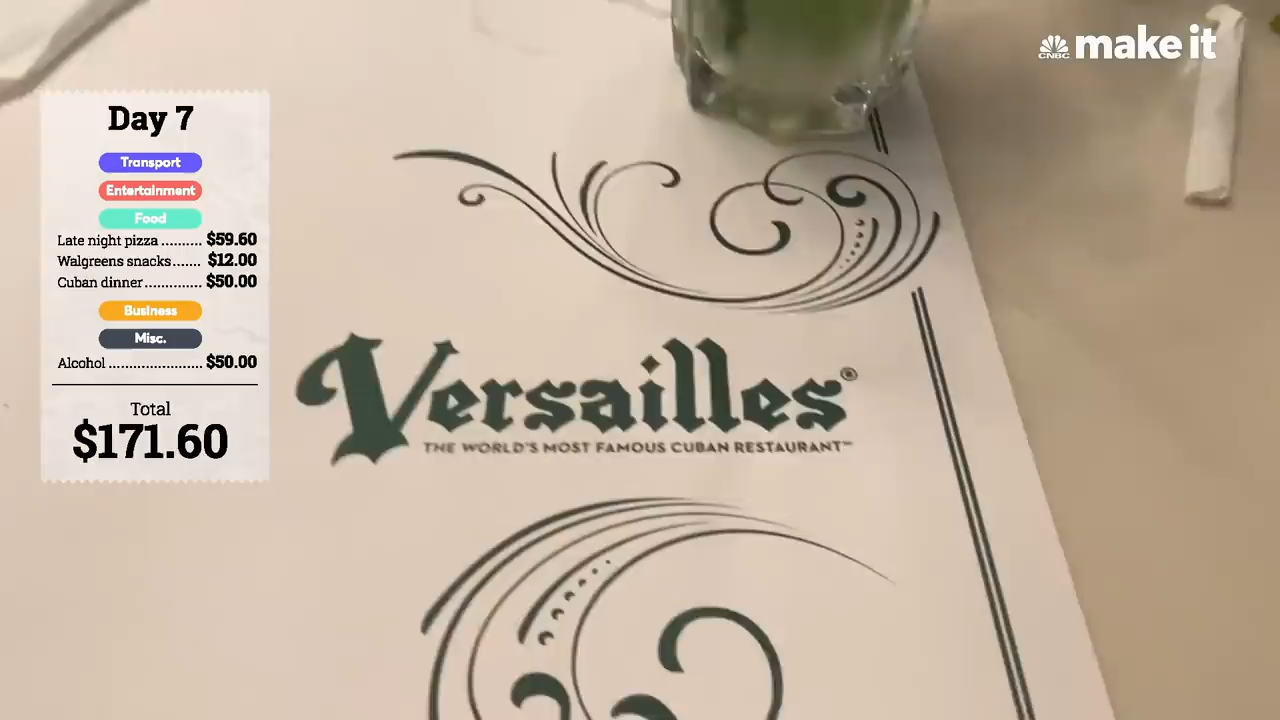 CNBC make it
Day 7
Transport
Entertainment
Food
Late night pizza .......... $59.60
Walgreens snacks....... $12.00
Cuban dinner.............. $50.00
Business
Misc.
Alcohol ....................... $50.00
Total
$171.60
Versailles®
THE WORLD'S MOST FAMOUS CUBAN RESTAURANT™